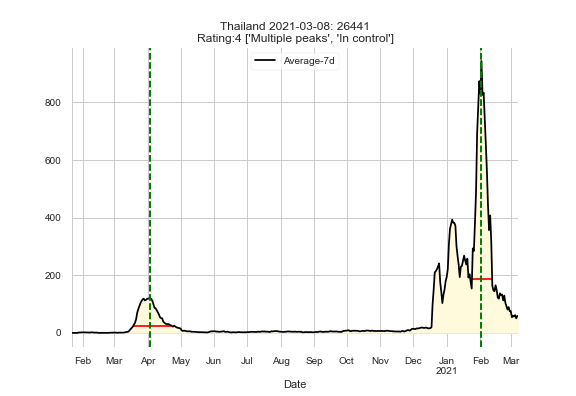 Thailand 2021-03-08: 26441
Rating:4 ['Multiple peaks', 'In control']
Average-7d
800
600
400
200
0
Feb Mar Apr May Jun Jul Aug Sep Oct Nov Dec Jan Feb Mar
2021
Date